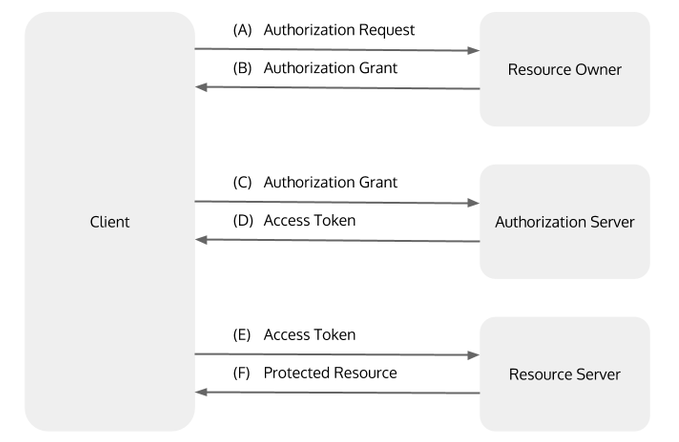 (A) Authorization Request
(B) Authorization Grant
Resource Owner
(C) Authorization Grant
(D) Access Token
Client
Authorization Server
(E) Access Token
(F) Protected Resource
Resource Server